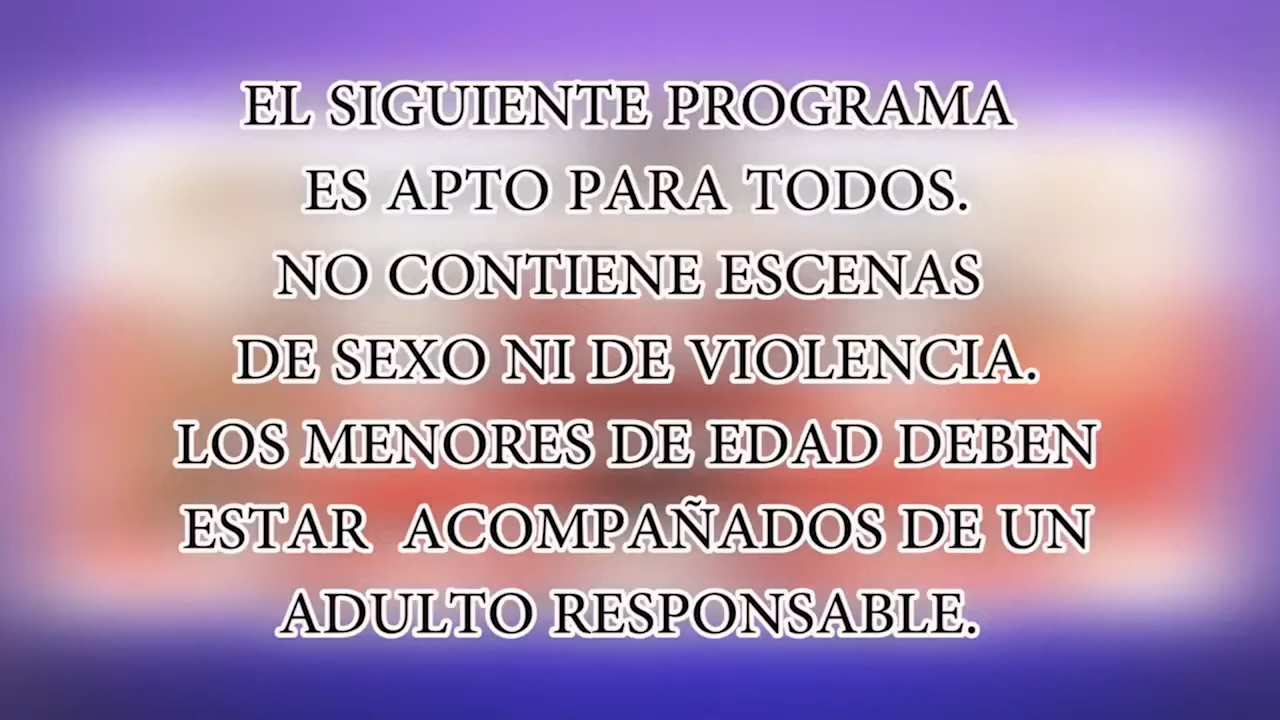 EL SIGUIENTE PROGRAMA
ES APTO PARA TODOS.
NO CONTIENE ESCENAS
DE SEXO NI DE VIOLENCIA.
LOS MENORES DE EDAD DEBEN
ESTAR ACOMPAÑADOS DE UN
ADULTO RESPONSABLE.